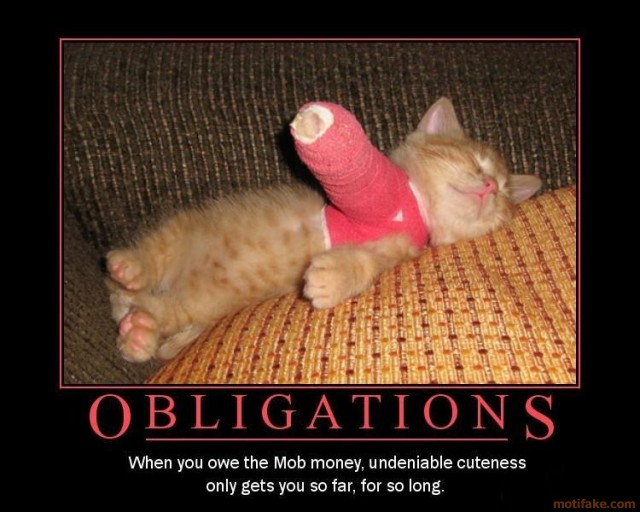 OBLIGATIONS
When you owe the Mob money, undeniable cuteness
only gets you so far, for so long.
motifake.com